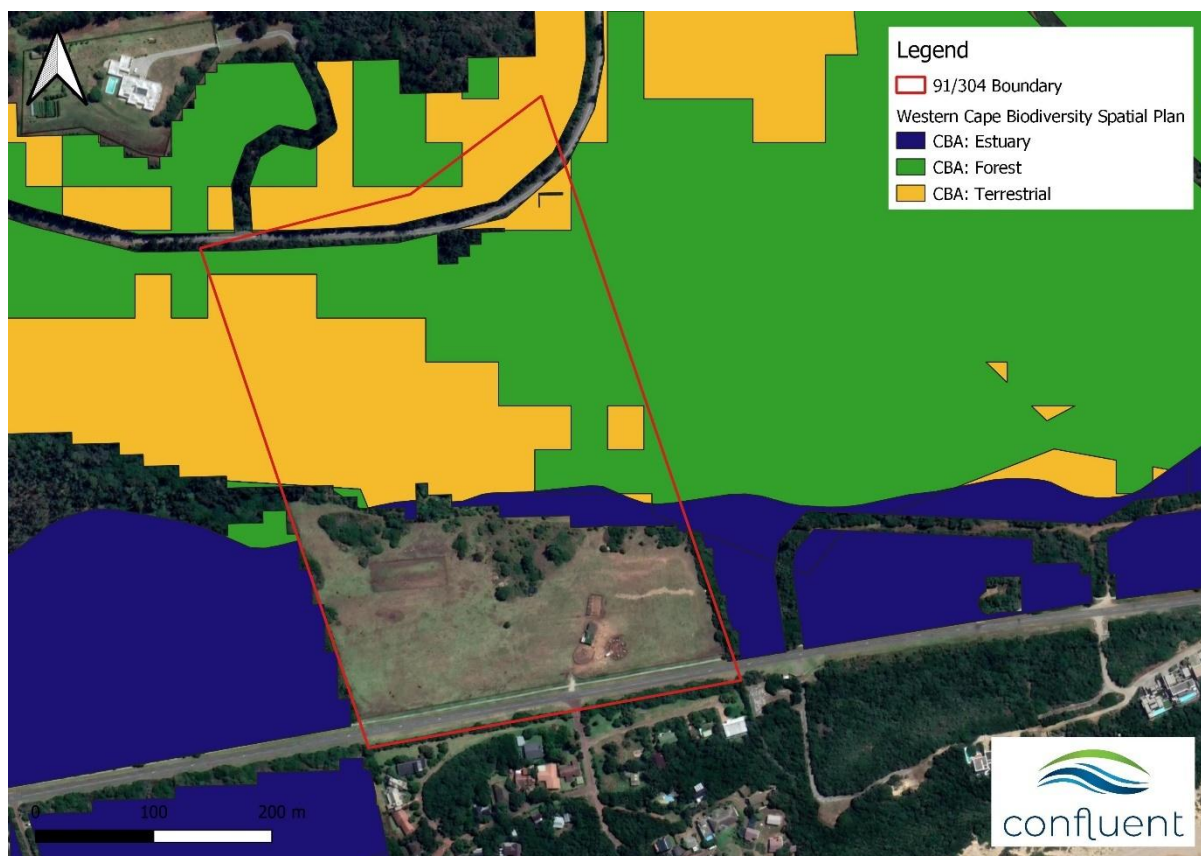 Legend
91/304 Boundary
Western Cape Biodiversity Spatial Plan
CBA: Estuary
CBA: Forest
CBA: Terrestrial
0 100 200 m
confluent